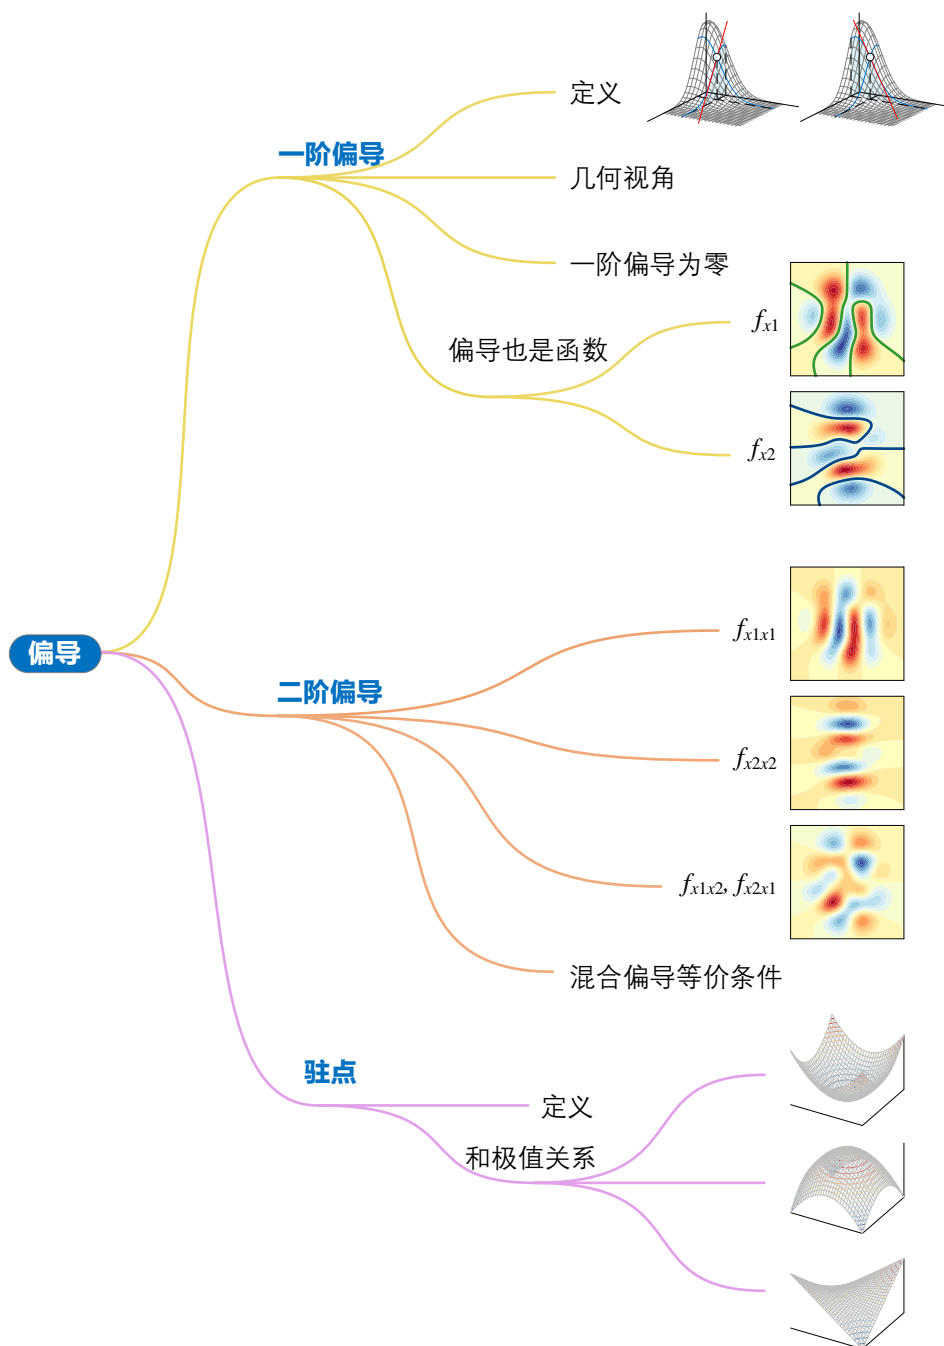 定义
一阶偏导
几何视角
一阶偏导为零
偏导也是函数
fx1
fx2
偏导
二阶偏导
fx1x1
fx2x2
fx1x2, fx2x1
混合偏导等价条件
驻点
定义
和极值关系